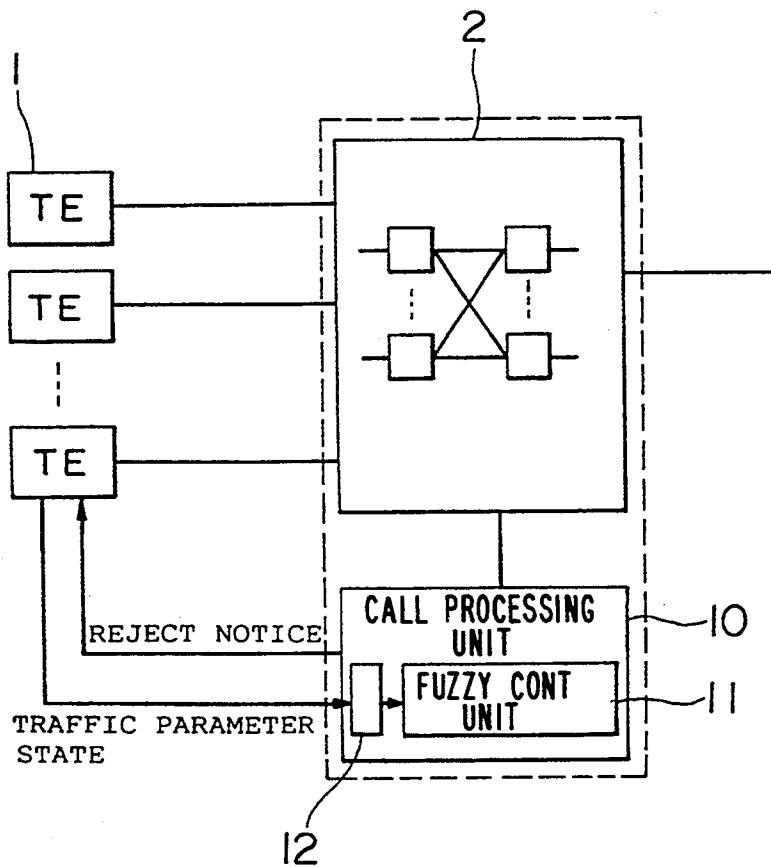 2
1
TE
TE
TE
CALL PROCESSING
UNIT
10
REJECT NOTICE
FUZZY CONT
UNIT
11
TRAFFIC PARAMETER
STATE
12